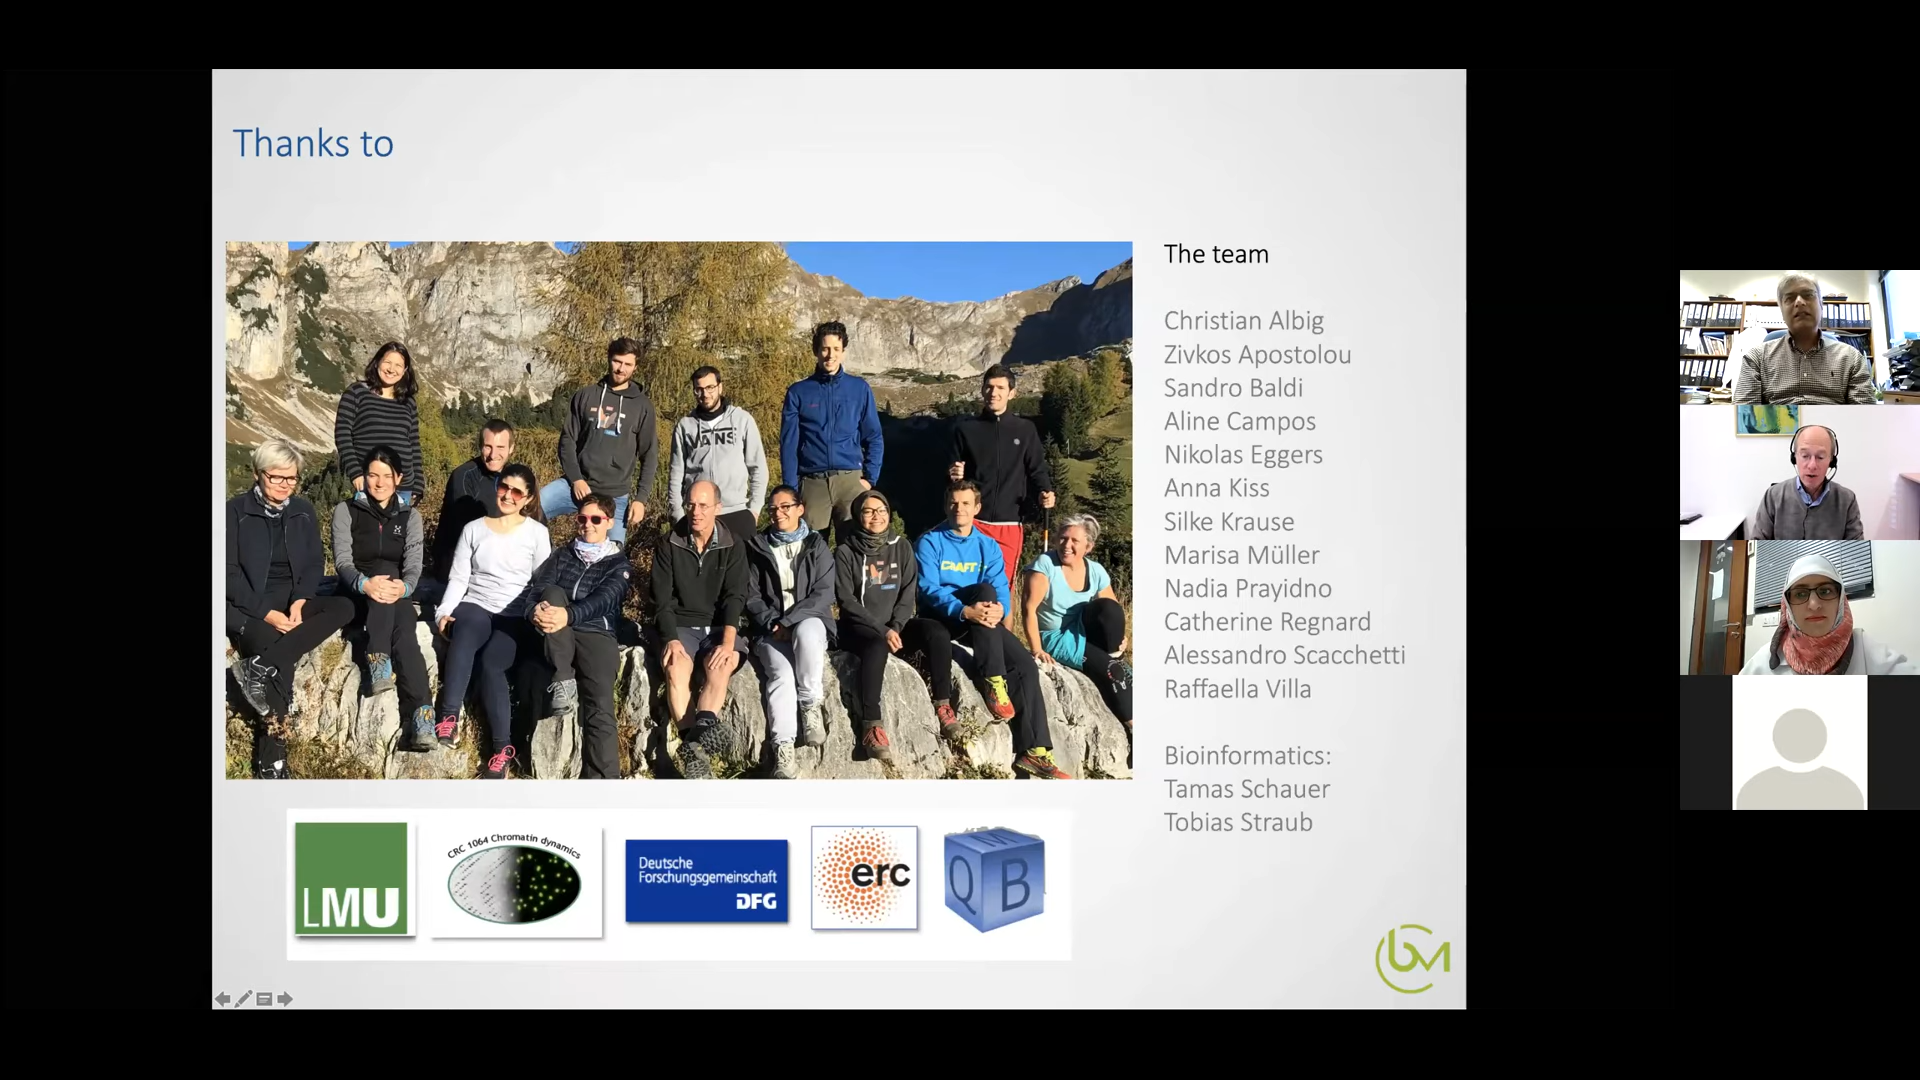 Thanks to
The team
Christian Albig
Zivkos Apostolou
Sandro Baldi
Aline Campos
Nikolas Eggers
Anna Kiss
Silke Krause
Marisa Müller
Nadia Prayidno
Catherine Regnard
Alessandro Scacchetti
Raffaella Villa
Bioinformatics:
Tamas Schauer
Tobias Straub
VANS
CRAFT
LMU
CRC 1064 Chromatin dynamics
Deutsche
Forschungsgemeinschaft
DFG
erc
Q M B
bm